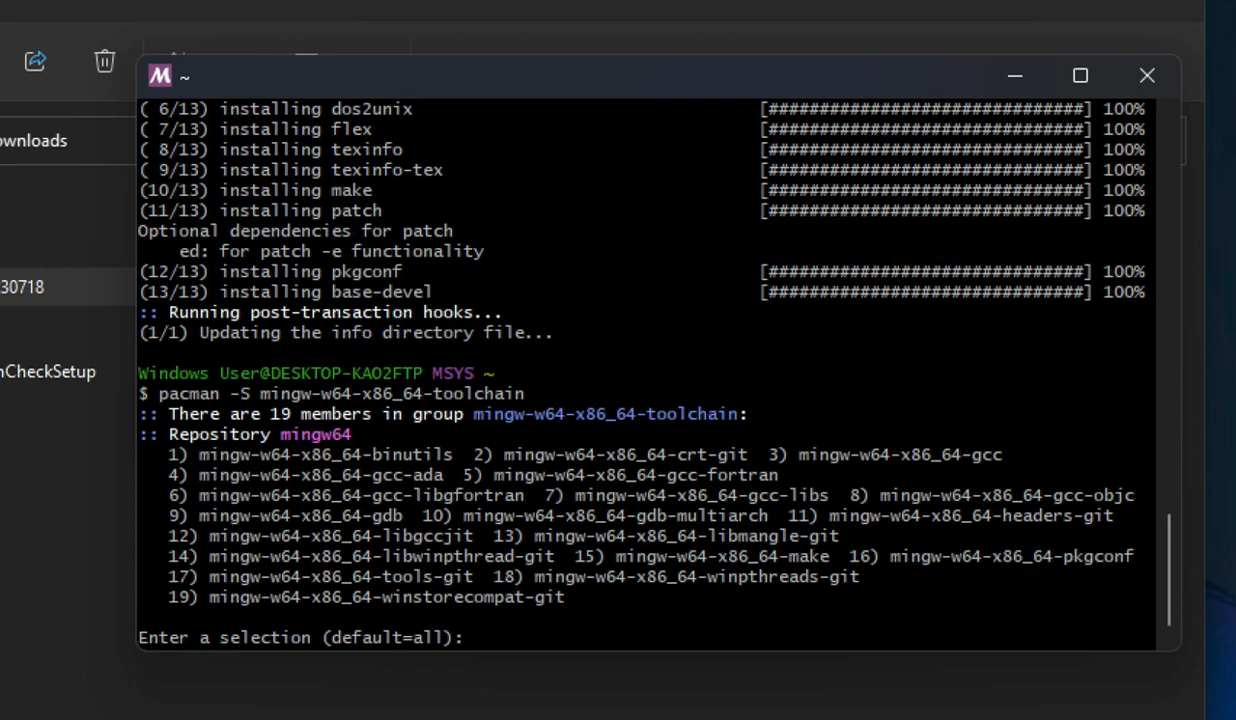 ~
( 6/13) installing dos2unix [###############################] 100%
( 7/13) installing flex [###############################] 100%
ownloads
( 8/13) installing texinfo [###############################] 100%
( 9/13) installing texinfo-tex [###############################] 100%
(10/13) installing make [###############################] 100%
(11/13) installing patch [###############################] 100%
Optional dependencies for patch
ed: for patch -e functionality
(12/13) installing pkgconf [###############################] 100%
30718
(13/13) installing base-devel [###############################] 100%
:: Running post-transaction hooks...
(1/1) Updating the info directory file...
nCheckSetup
Windows User@DESKTOP-KAO2FTP MSYS ~
$ pacman -S mingw-w64-x86_64-toolchain
:: There are 19 members in group mingw-w64-x86_64-toolchain:
:: Repository mingw64
1) mingw-w64-x86_64-binutils 2) mingw-w64-x86_64-crt-git 3) mingw-w64-x86_64-gcc
4) mingw-w64-x86_64-gcc-ada 5) mingw-w64-x86_64-gcc-fortran
6) mingw-w64-x86_64-gcc-libgfortran 7) mingw-w64-x86_64-gcc-libs 8) mingw-w64-x86_64-gcc-objc
9) mingw-w64-x86_64-gdb 10) mingw-w64-x86_64-gdb-multiarch 11) mingw-w64-x86_64-headers-git
12) mingw-w64-x86_64-libgccjit 13) mingw-w64-x86_64-libmangle-git
14) mingw-w64-x86_64-libwinpthread-git 15) mingw-w64-x86_64-make 16) mingw-w64-x86_64-pkgconf
17) mingw-w64-x86_64-tools-git 18) mingw-w64-x86_64-winpthreads-git
19) mingw-w64-x86_64-winstorecompat-git
Enter a selection (default=all):